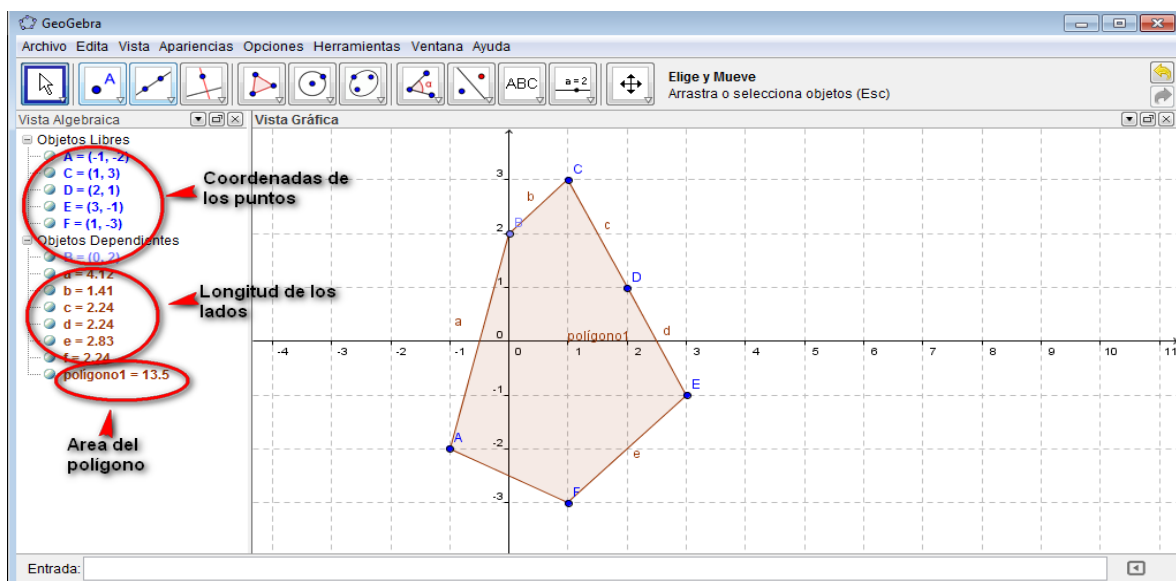 GeoGebra
Archivo Edita Vista Apariencias Opciones Herramientas Ventana Ayuda
A
α
ABC
a = 2
Elige y Mueve
Arrastra o selecciona objetos (Esc)
Vista Algebraica
Objetos Libres
A = (-1, -2)
C = (1, 3)
D = (2, 1)
E = (3, -1)
F = (1, -3)
Objetos Dependientes
B = (0, 2)
a = 4.12
b = 1.41
c = 2.24
d = 2.24
e = 2.83
f = 2.24
polígono1 = 13.5
Coordenadas de
los puntos
Longitud de los
lados
Area del
polígono
Vista Gráfica
C
3
b
B
c
2
D
1
a
0
polígono1
d
-4 -3 -2 -1 0 1 2 3 4 5 6 7 8 9 10 11
E
-1
A
-2
e
F
-3
Entrada: